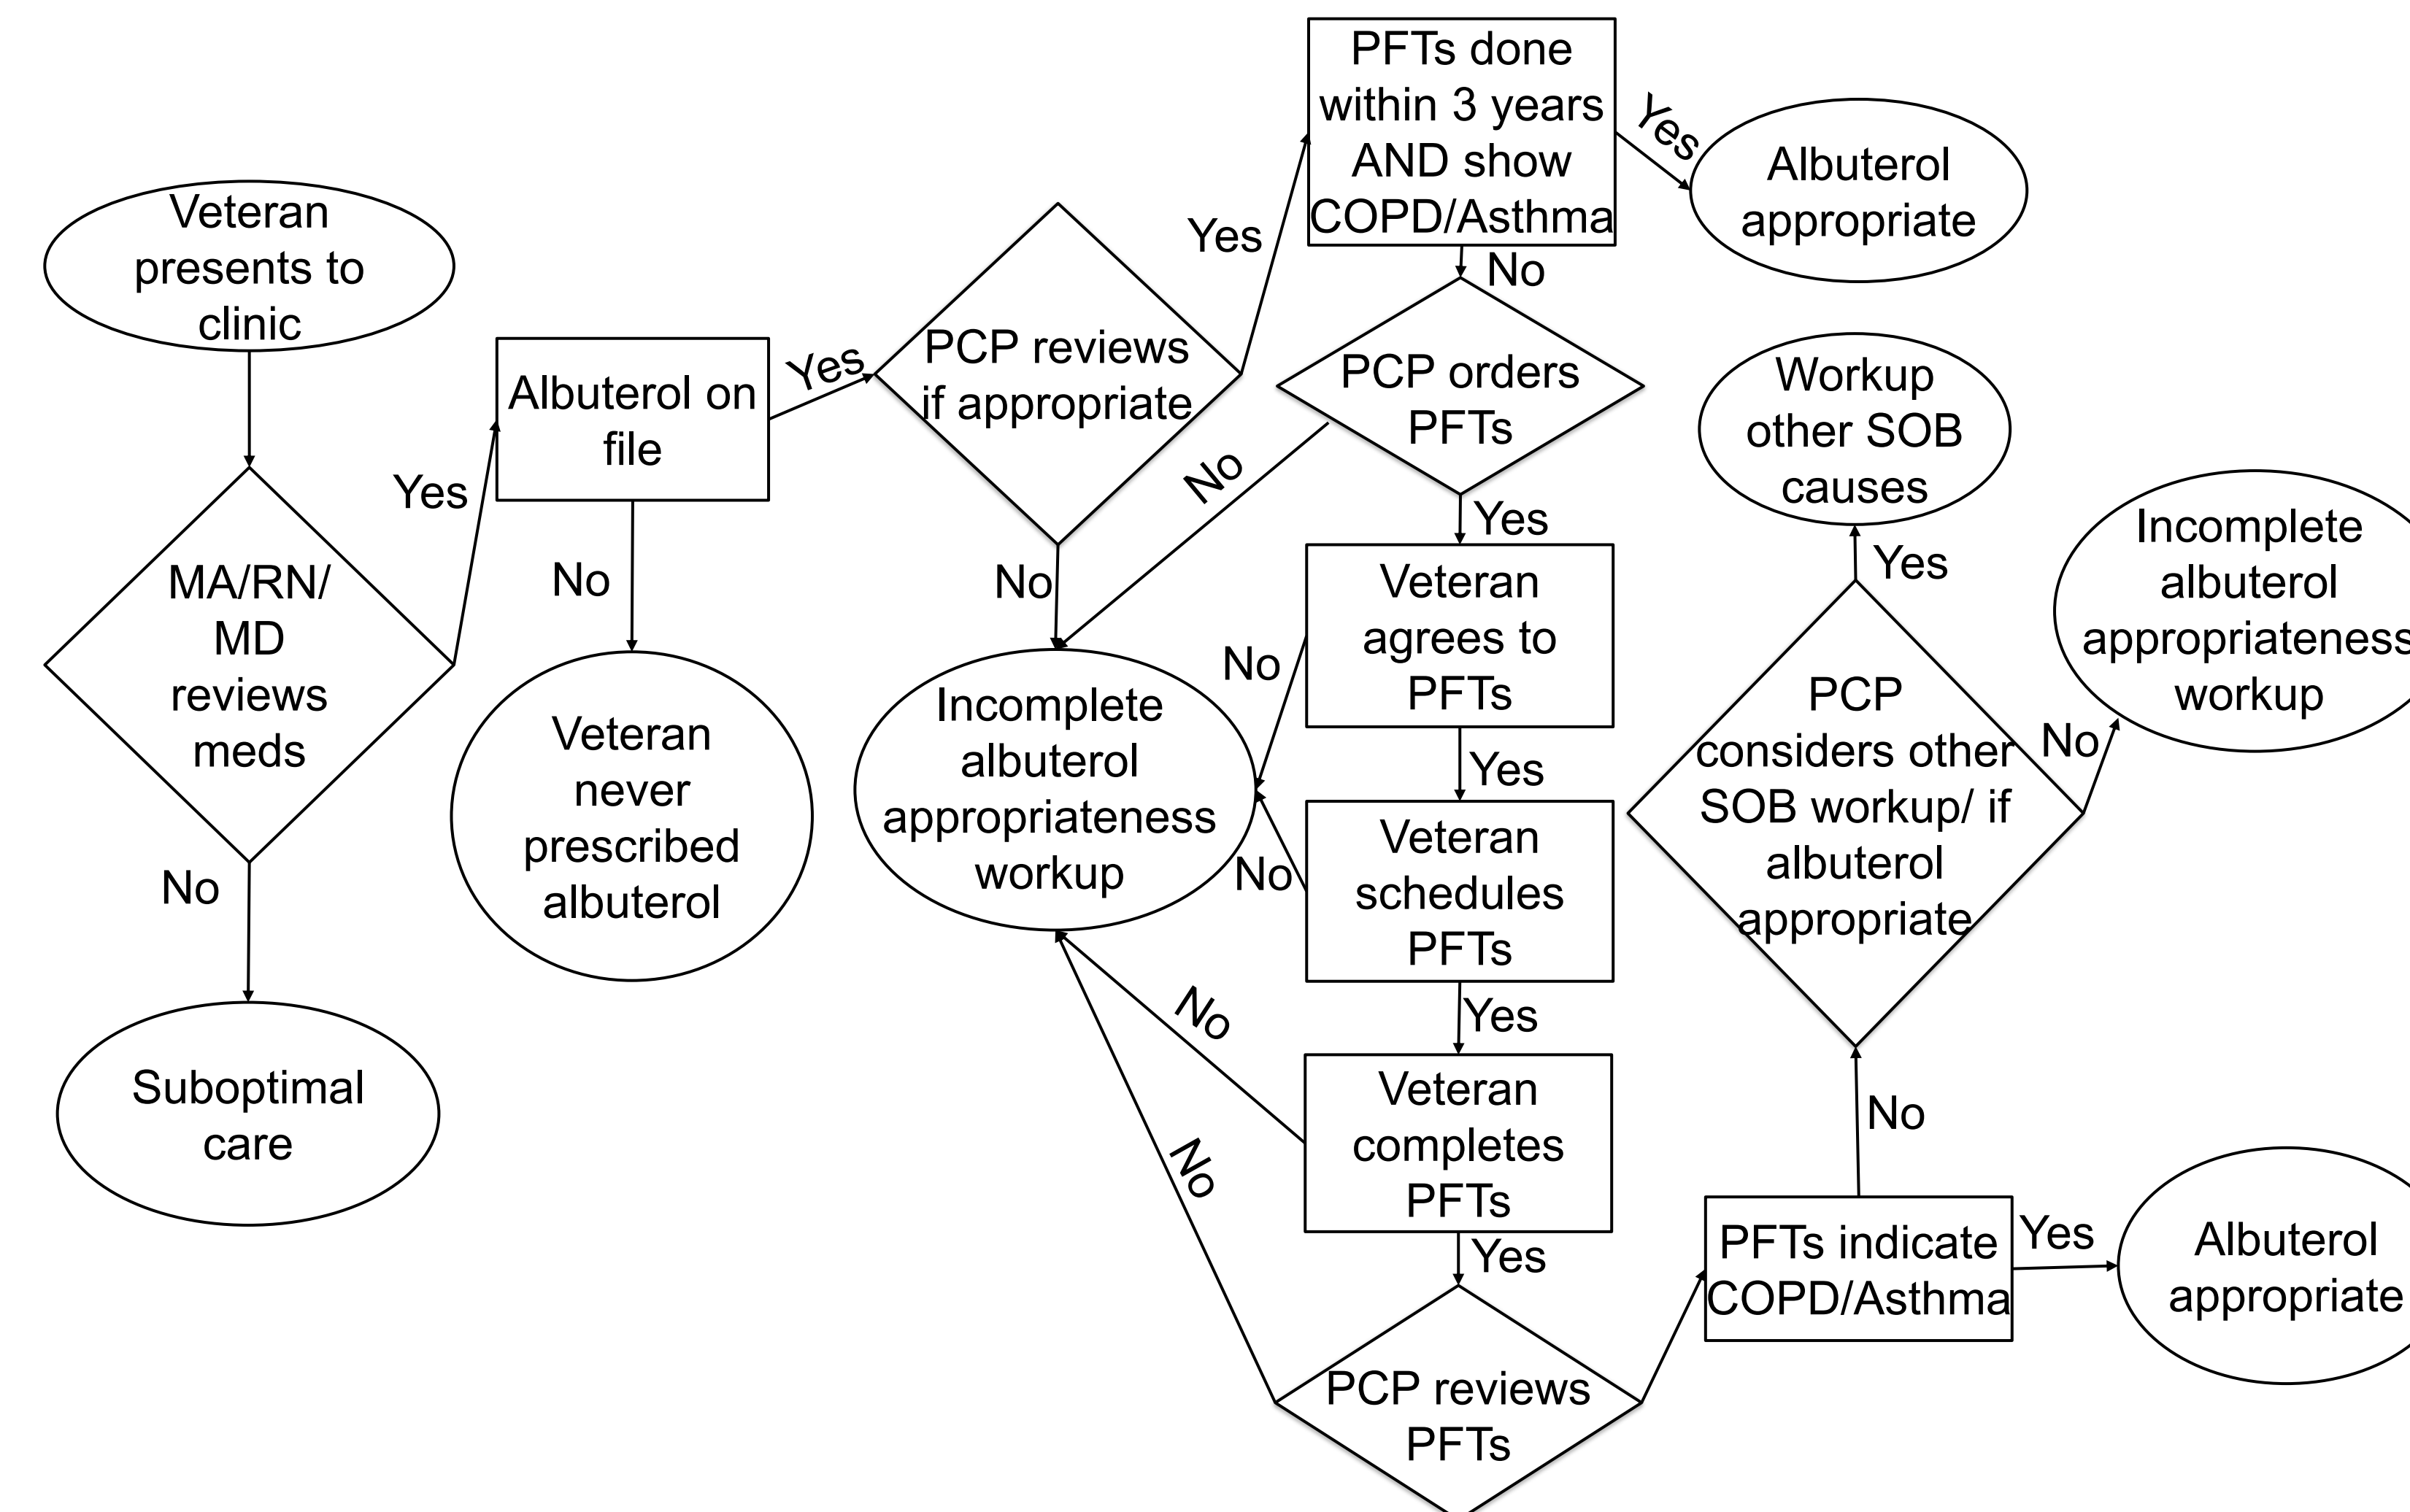 Veteran
presents to
clinic
MA/RN/
MD
reviews
meds
Yes
No
Suboptimal
care
Albuterol on
file
Yes
No
Veteran
never
prescribed
albuterol
PCP reviews
if appropriate
Yes
No
Incomplete
albuterol
appropriateness
workup
PFTs done
within 3 years
AND show
COPD/Asthma
Yes
Albuterol
appropriate
No
PCP orders
PFTs
No
Yes
Veteran
agrees to
PFTs
No
Yes
Veteran
schedules
PFTs
No
Yes
Veteran
completes
PFTs
No
Yes
PCP reviews
PFTs
No
PFTs indicate
COPD/Asthma
Yes
Albuterol
appropriate
No
PCP
considers other
SOB workup/ if
albuterol
appropriate
Yes
Workup
other SOB
causes
No
Incomplete
albuterol
appropriateness
workup